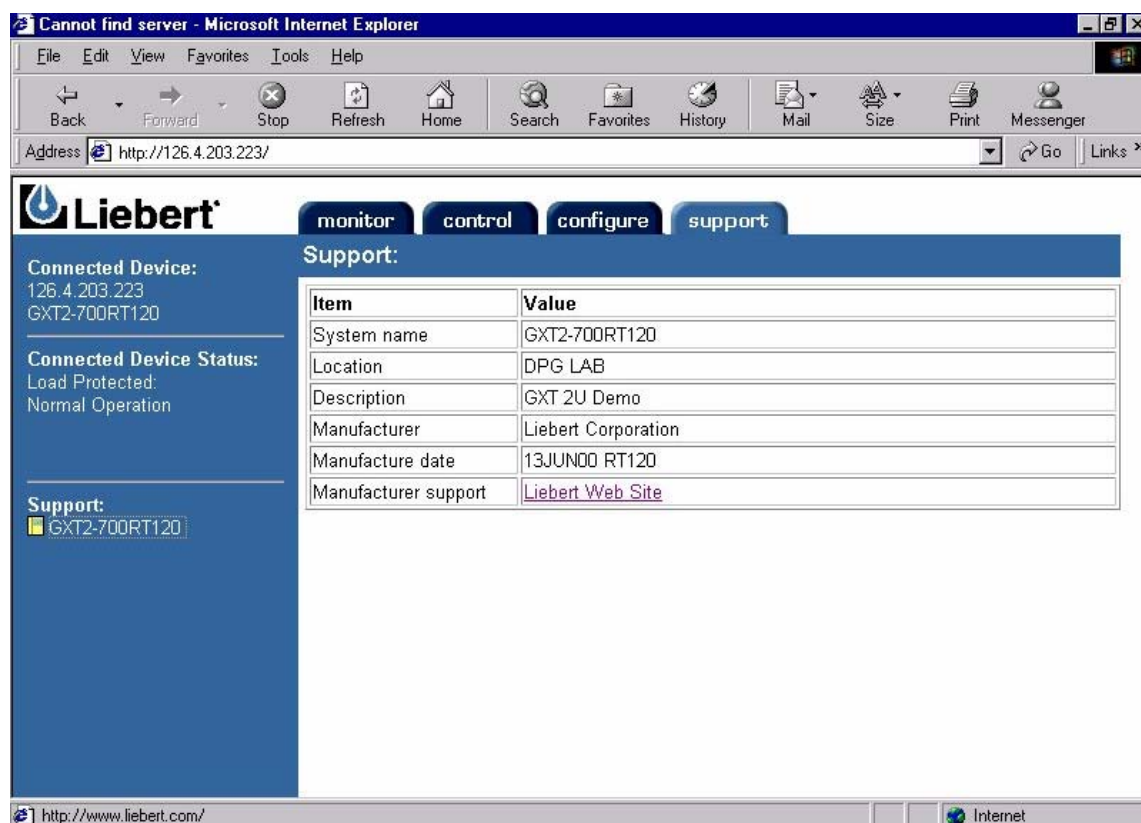 Cannot find server - Microsoft Internet Explorer
File Edit View Favorites Tools Help
Back Forward Stop Refresh Home Search Favorites History Mail Size Print Messenger
Address http://126.4.203.223/ Go Links »
Liebert
monitor control configure support
Support:
Connected Device:
126.4.203.223
GXT2-700RT120
Connected Device Status:
Load Protected:
Normal Operation
Support:
GXT2-700RT120
Item Value
System name GXT2-700RT120
Location DPG LAB
Description GXT 2U Demo
Manufacturer Liebert Corporation
Manufacture date 13JUN00 RT120
Manufacturer support Liebert Web Site
http://www.liebert.com/ Internet